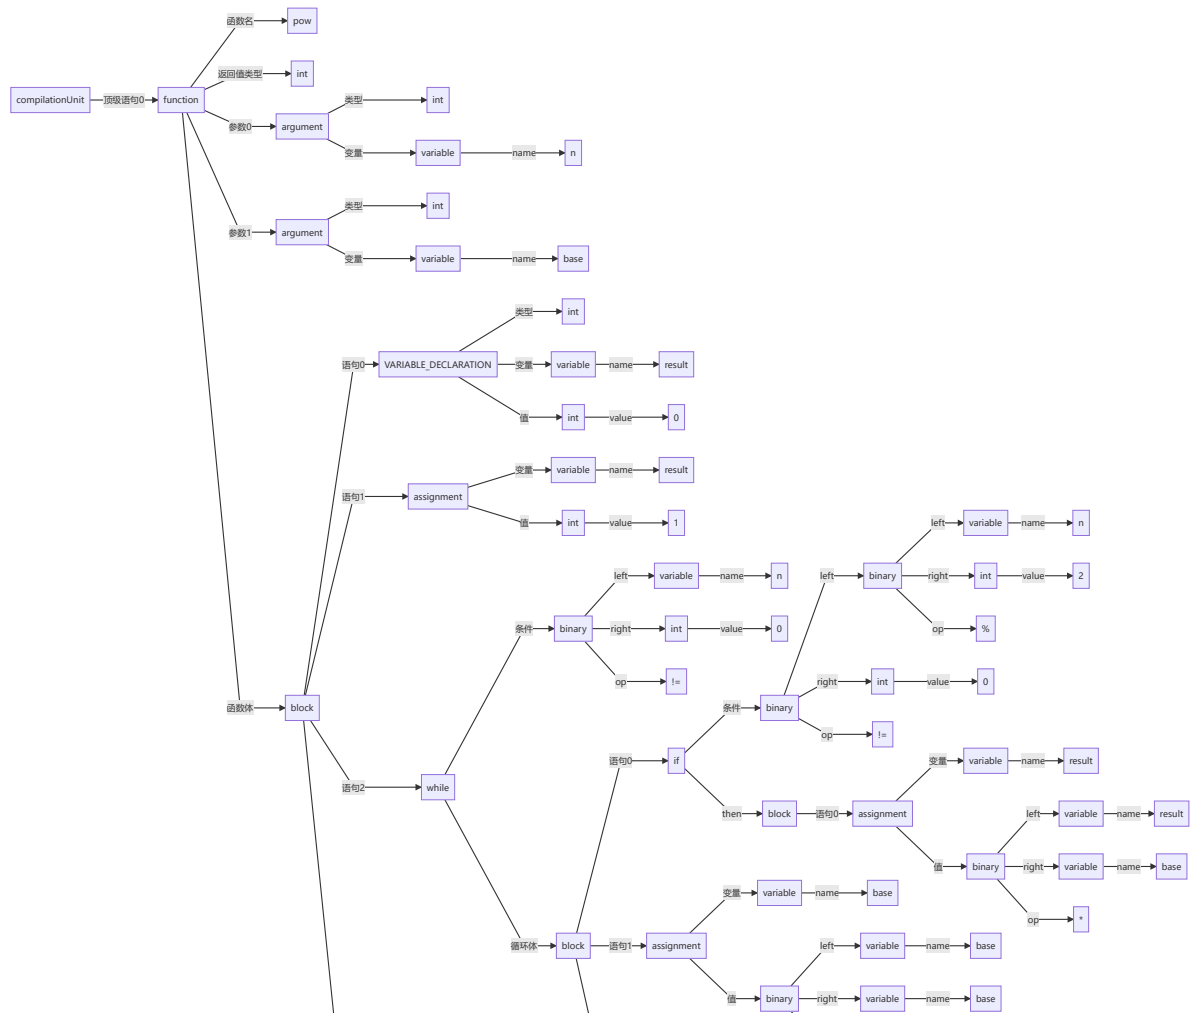 函数名 pow
返回值类型 int
compilationUnit 顶级语句0 function
类型 int
参数0 argument
变量 variable name n
类型 int
参数1 argument
变量 variable name base
类型 int
语句0 VARIABLE_DECLARATION 变量 variable name result
值 int value 0
变量 variable name result
语句1 assignment
值 int value 1
left variable name n
left binary right int value 2
op %
left variable name n
条件 binary right int value 0
op !=
right int value 0
函数体 block
条件 binary
op !=
语句0 if
变量 variable name result
语句2 while
then block 语句0 assignment
left variable name result
值 binary right variable name base
op *
变量 variable name base
循环体 block 语句1 assignment
left variable name base
值 binary right variable name base